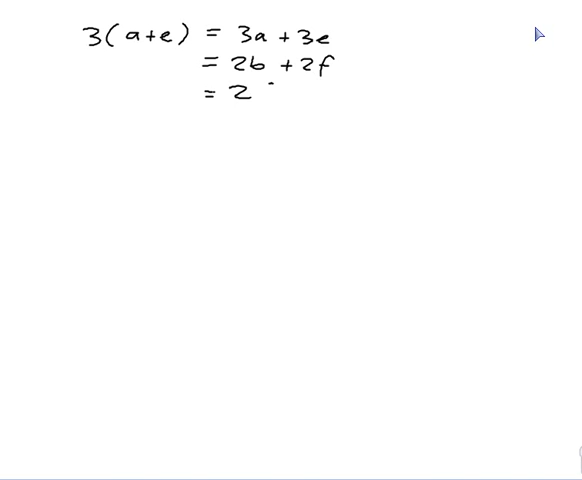 3(a+e) = 3a + 3e
= 2b + 2f
= 2